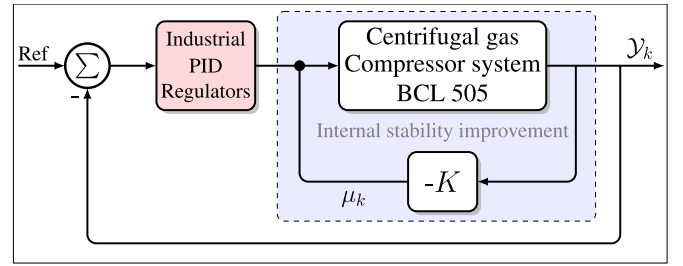 Ref
Σ
-
Industrial
PID
Regulators
Centrifugal gas
Compressor system
BCL 505
𝒴ₖ
Internal stability improvement
-K
μₖ